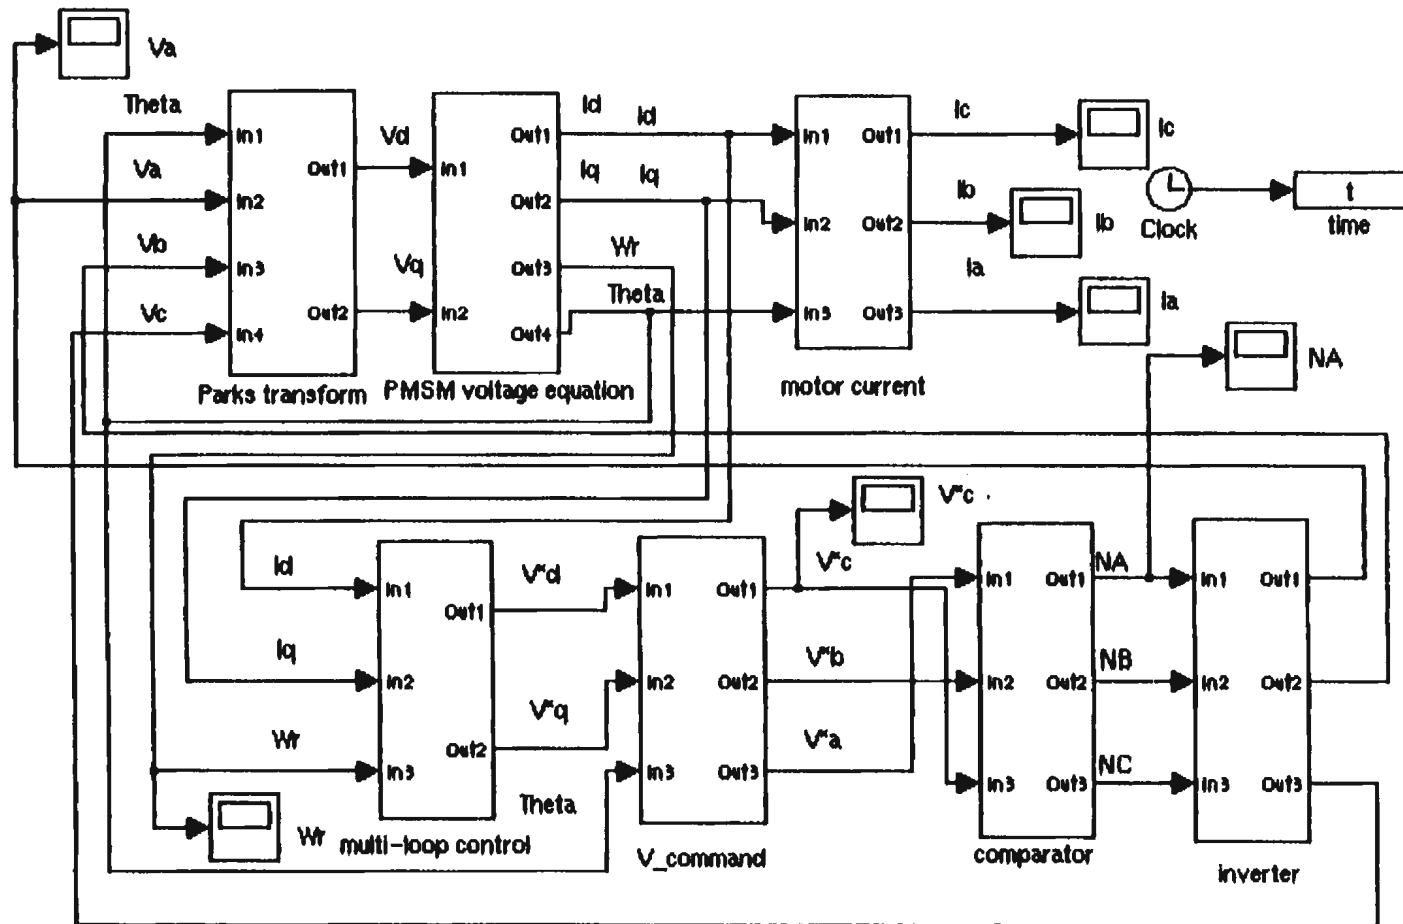 Va
Theta
Va
Vb
Vc
In1
In2
In3
In4
Out1
Out2
Parks transform
Vd
Vq
In1
In2
Out1
Out2
Out3
Out4
PMSM voltage equation
Id
Id
Iq
Iq
Wr
Theta
In1
In2
In3
Out1
Out2
Out3
motor current
Ic
Ic
Ib
Ib
Ia
Ia
Clock
t
time
NA
Id
Iq
Wr
Wr
In1
In2
In3
Out1
Out2
multi-loop control
V*d
V*q
Theta
In1
In2
In3
Out1
Out2
Out3
V_command
V*c
V*c
V*b
V*a
In1
In2
In3
Out1
Out2
Out3
comparator
NA
NB
NC
In1
In2
In3
Out1
Out2
Out3
inverter